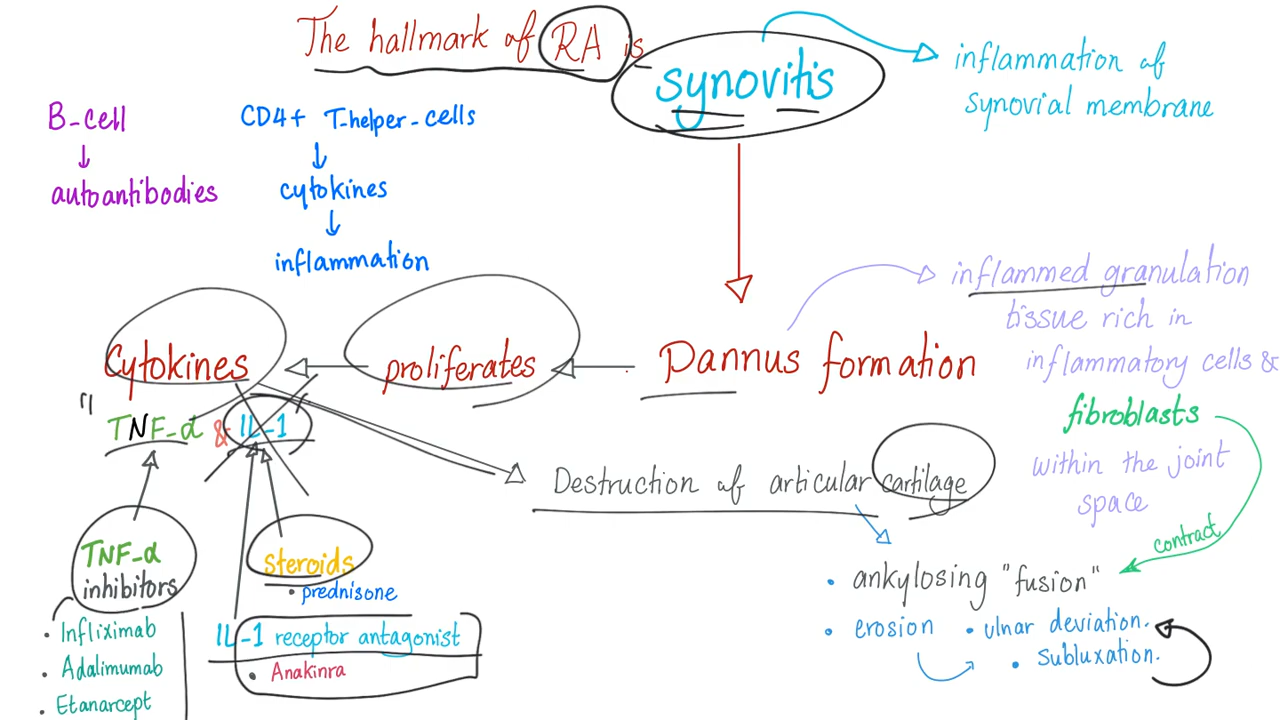 The hallmark of RA is
synovitis
inflammation of
synovial membrane
B-cell
autoantibodies
CD4+ T-helper-cells
cytokines
inflammation
Pannus formation
inflammed granulation
tissue rich in
inflammatory cells &
fibroblasts
within the joint
space
proliferates
Cytokines
TNF-α & IL-1
Destruction of articular cartilage
contract
• ankylosing "fusion"
• erosion
• ulnar deviation.
• subluxation.
TNF-α
inhibitors
• Infliximab
• Adalimumab
• Etanarcept
steroids
• prednisone
IL-1 receptor antagonist
• Anakinra